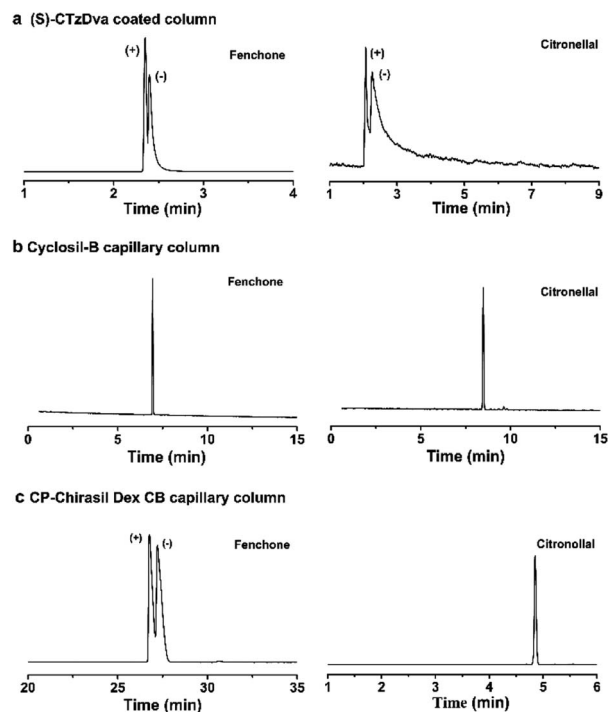 a (S)-CTzDva coated column
(+)
(-)
Fenchone
1 2 3 4
Time (min)
(+)
(-)
Citronellal
1 3 5 7 9
Time (min)
b Cyclosil-B capillary column
Fenchone
0 5 10 15
Time (min)
Citronellal
0 5 10 15
Time (min)
c CP-Chirasil Dex CB capillary column
(+)
(-)
Fenchone
20 25 30 35
Time (min)
Citronollal
1 2 3 4 5 6
Time (min)